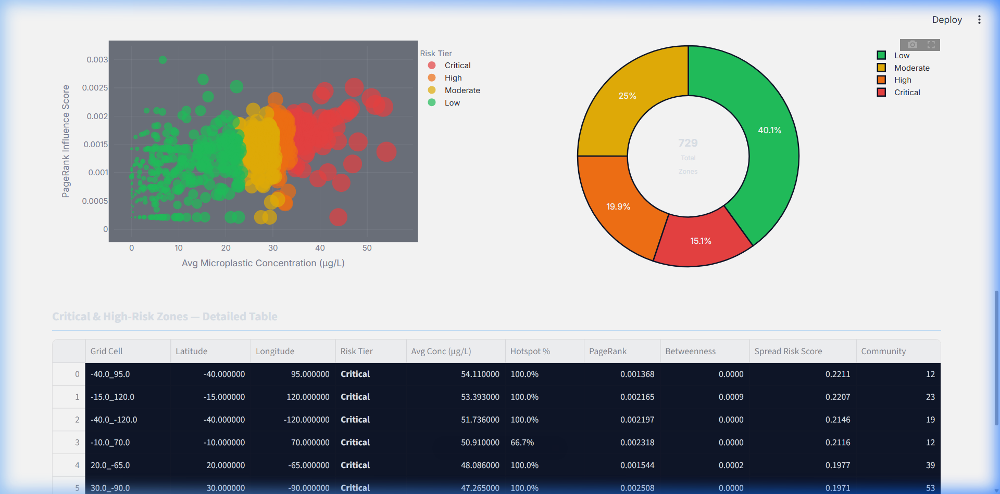 Deploy
0.003
0.0025
0.002
0.0015
0.001
0.0005
0
PageRank Influence Score
0 10 20 30 40 50
Avg Microplastic Concentration (µg/L)
Risk Tier
Critical
High
Moderate
Low
25%
40.1%
19.9%
15.1%
729
Total
Zones
Low
Moderate
High
Critical
Critical & High-Risk Zones — Detailed Table
Grid Cell Latitude Longitude Risk Tier Avg Conc (µg/L) Hotspot % PageRank Betweenness Spread Risk Score Community
0 -40.0_95.0 -40.000000 95.000000 Critical 54.110000 100.0% 0.001368 0.0000 0.2211 12
1 -15.0_120.0 -15.000000 120.000000 Critical 53.393000 100.0% 0.002165 0.0009 0.2207 23
2 -40.0_-120.0 -40.000000 -120.000000 Critical 51.736000 100.0% 0.002197 0.0000 0.2146 19
3 -10.0_70.0 -10.000000 70.000000 Critical 50.910000 66.7% 0.002318 0.0000 0.2116 12
4 20.0_-65.0 20.000000 -65.000000 Critical 48.086000 100.0% 0.001544 0.0002 0.1977 39
5 30.0_-90.0 30.000000 -90.000000 Critical 47.265000 100.0% 0.002508 0.0000 0.1971 53